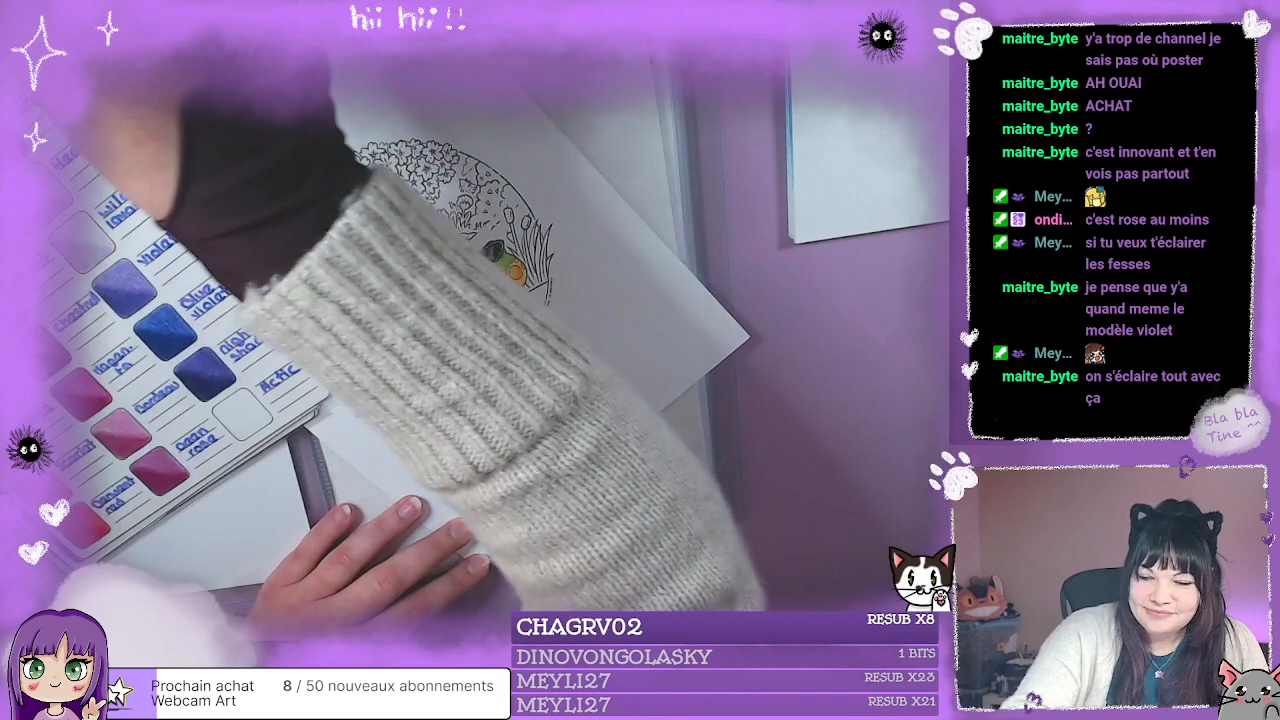 hii hii!!
maitre_byte y'a trop de channel je
sais pas où poster
maitre_byte AH OUAI
maitre_byte ACHAT
maitre_byte ?
maitre_byte c'est innovant et t'en
vois pas partout
Mey...
ondi... c'est rose au moins
Mey... si tu veux t'éclairer
les fesses
maitre_byte je pense que y'a
quand meme le
modèle violet
Mey...
maitre_byte on s'éclaire tout avec
ça
Bla bla
Tine ^^
violet
Blue
violet
CHAGRV02 RESUB X8
DINOVONGOLASKY 1 BITS
MEYLI27 RESUB X23
MEYLI27 RESUB X21
Prochain achat 8 / 50 nouveaux abonnements
Webcam Art